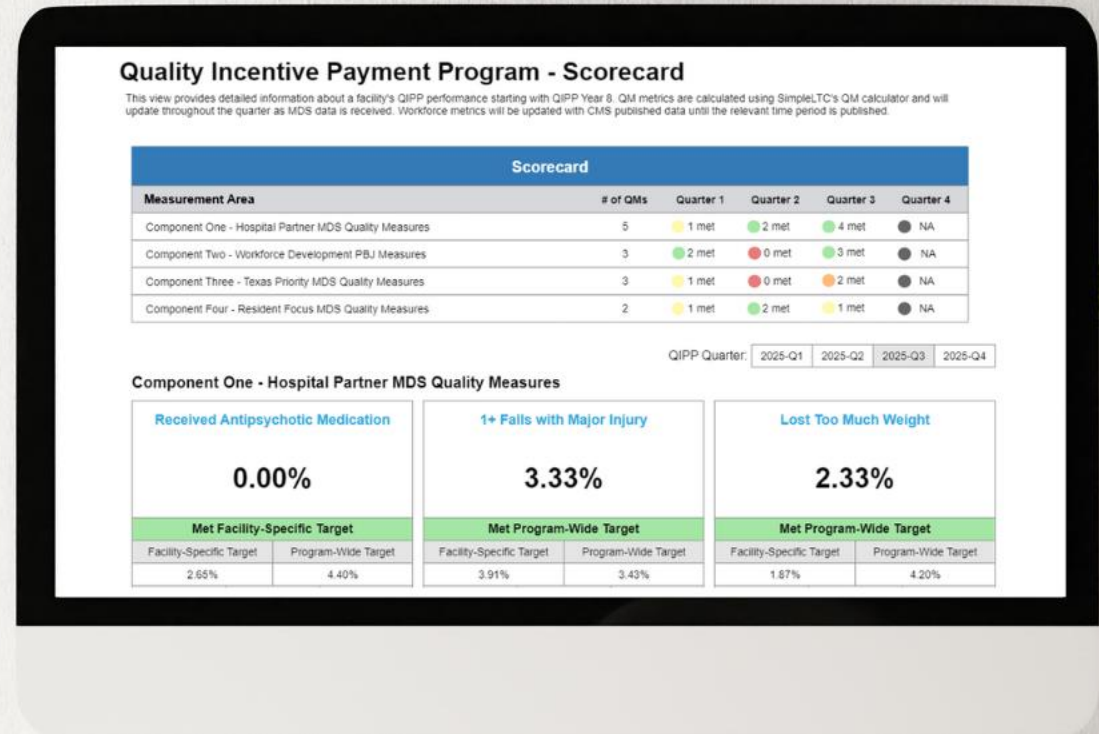 Quality Incentive Payment Program - Scorecard
This view provides detailed information about a facility's QIPP performance starting with QIPP Year 8. QM metrics are calculated using SimpleLTC's QM calculator and will
update throughout the quarter as MDS data is received. Workforce metrics will be updated with CMS published data until the relevant time period is published.
Scorecard
Measurement Area # of QMs Quarter 1 Quarter 2 Quarter 3 Quarter 4
Component One - Hospital Partner MDS Quality Measures 5 1 met 2 met 4 met NA
Component Two - Workforce Development PBJ Measures 3 2 met 0 met 3 met NA
Component Three - Texas Priority MDS Quality Measures 3 1 met 0 met 2 met NA
Component Four - Resident Focus MDS Quality Measures 2 1 met 2 met 1 met NA
QIPP Quarter: 2025-Q1 2025-Q2 2025-Q3 2025-Q4
Component One - Hospital Partner MDS Quality Measures
Received Antipsychotic Medication 1+ Falls with Major Injury Lost Too Much Weight
0.00% 3.33% 2.33%
Met Facility-Specific Target Met Program-Wide Target Met Program-Wide Target
Facility-Specific Target Program-Wide Target Facility-Specific Target Program-Wide Target Facility-Specific Target Program-Wide Target
2.65% 4.40% 3.91% 3.43% 1.87% 4.20%